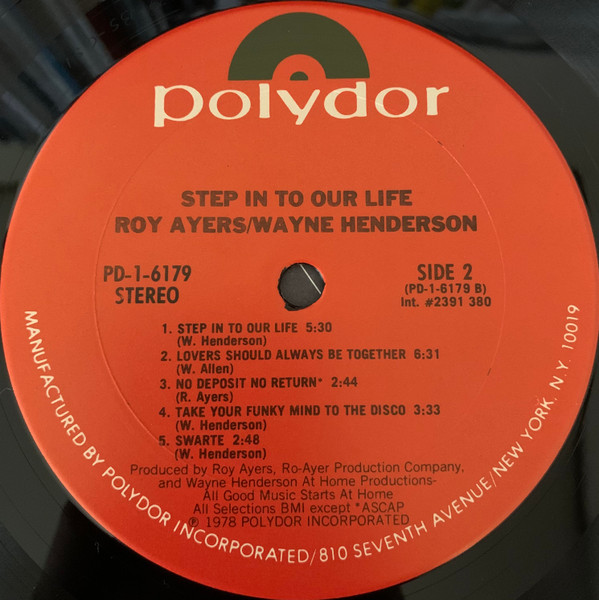 polydor
STEP IN TO OUR LIFE
ROY AYERS/WAYNE HENDERSON
PD-1-6179
STEREO
SIDE 2
(PD-1-6179 B)
Int. #2391 380
1. STEP IN TO OUR LIFE 5:30
(W. Henderson)
2. LOVERS SHOULD ALWAYS BE TOGETHER 6:31
(W. Allen)
3. NO DEPOSIT NO RETURN* 2:44
(R. Ayers)
4. TAKE YOUR FUNKY MIND TO THE DISCO 3:33
(W. Henderson)
5. SWARTE 2:48
(W. Henderson)
Produced by Roy Ayers, Ro-Ayer Production Company,
and Wayne Henderson At Home Productions-
All Good Music Starts At Home
All Selections BMI except *ASCAP
℗ 1978 POLYDOR INCORPORATED
MANUFACTURED BY POLYDOR INCORPORATED/810 SEVENTH AVENUE/NEW YORK, N.Y. 10019